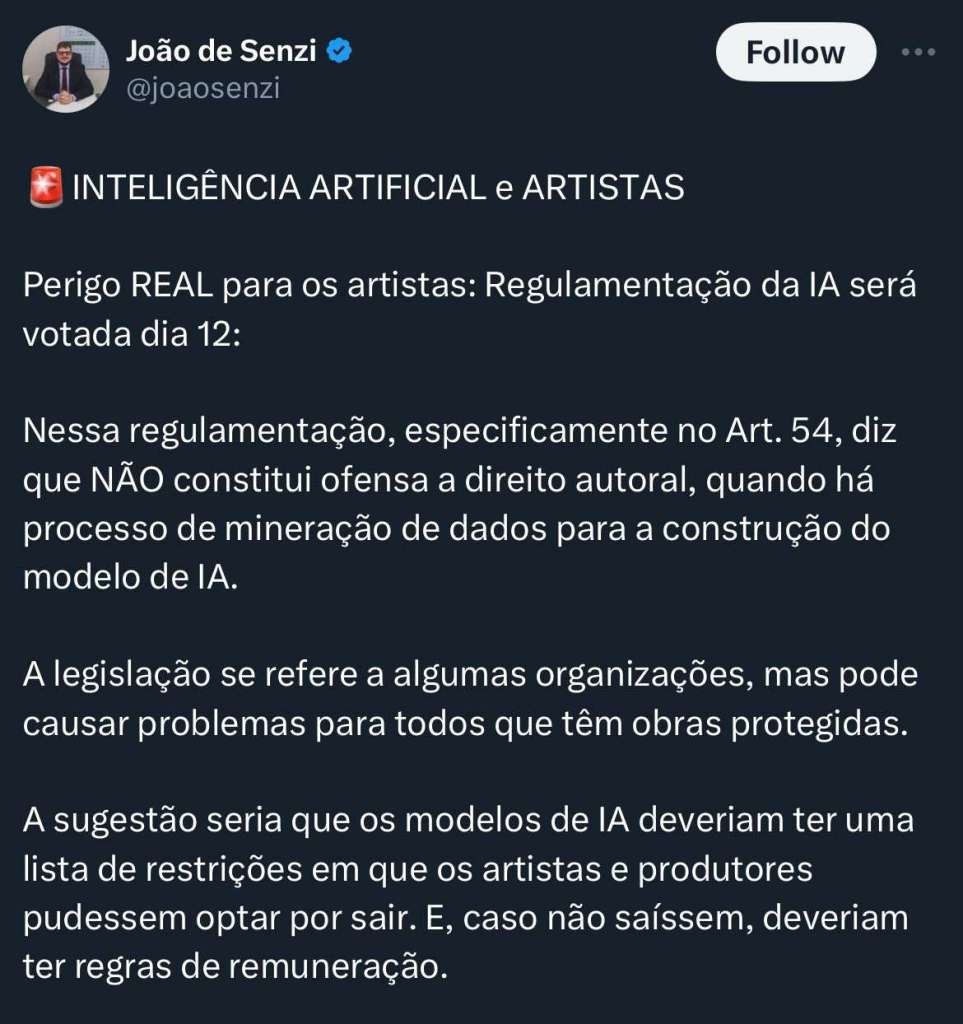 João de Senzi
Follow
@joaosenzi
INTELIGÊNCIA ARTIFICIAL e ARTISTAS
Perigo REAL para os artistas: Regulamentação da IA será
votada dia 12:
Nessa regulamentação, especificamente no Art. 54, diz
que NÃO constitui ofensa a direito autoral, quando há
processo de mineração de dados para a construção do
modelo de IA.
A legislação se refere a algumas organizações, mas pode
causar problemas para todos que têm obras protegidas.
A sugestão seria que os modelos de IA deveriam ter uma
lista de restrições em que os artistas e produtores
pudessem optar por sair. E, caso não saíssem, deveriam
ter regras de remuneração.